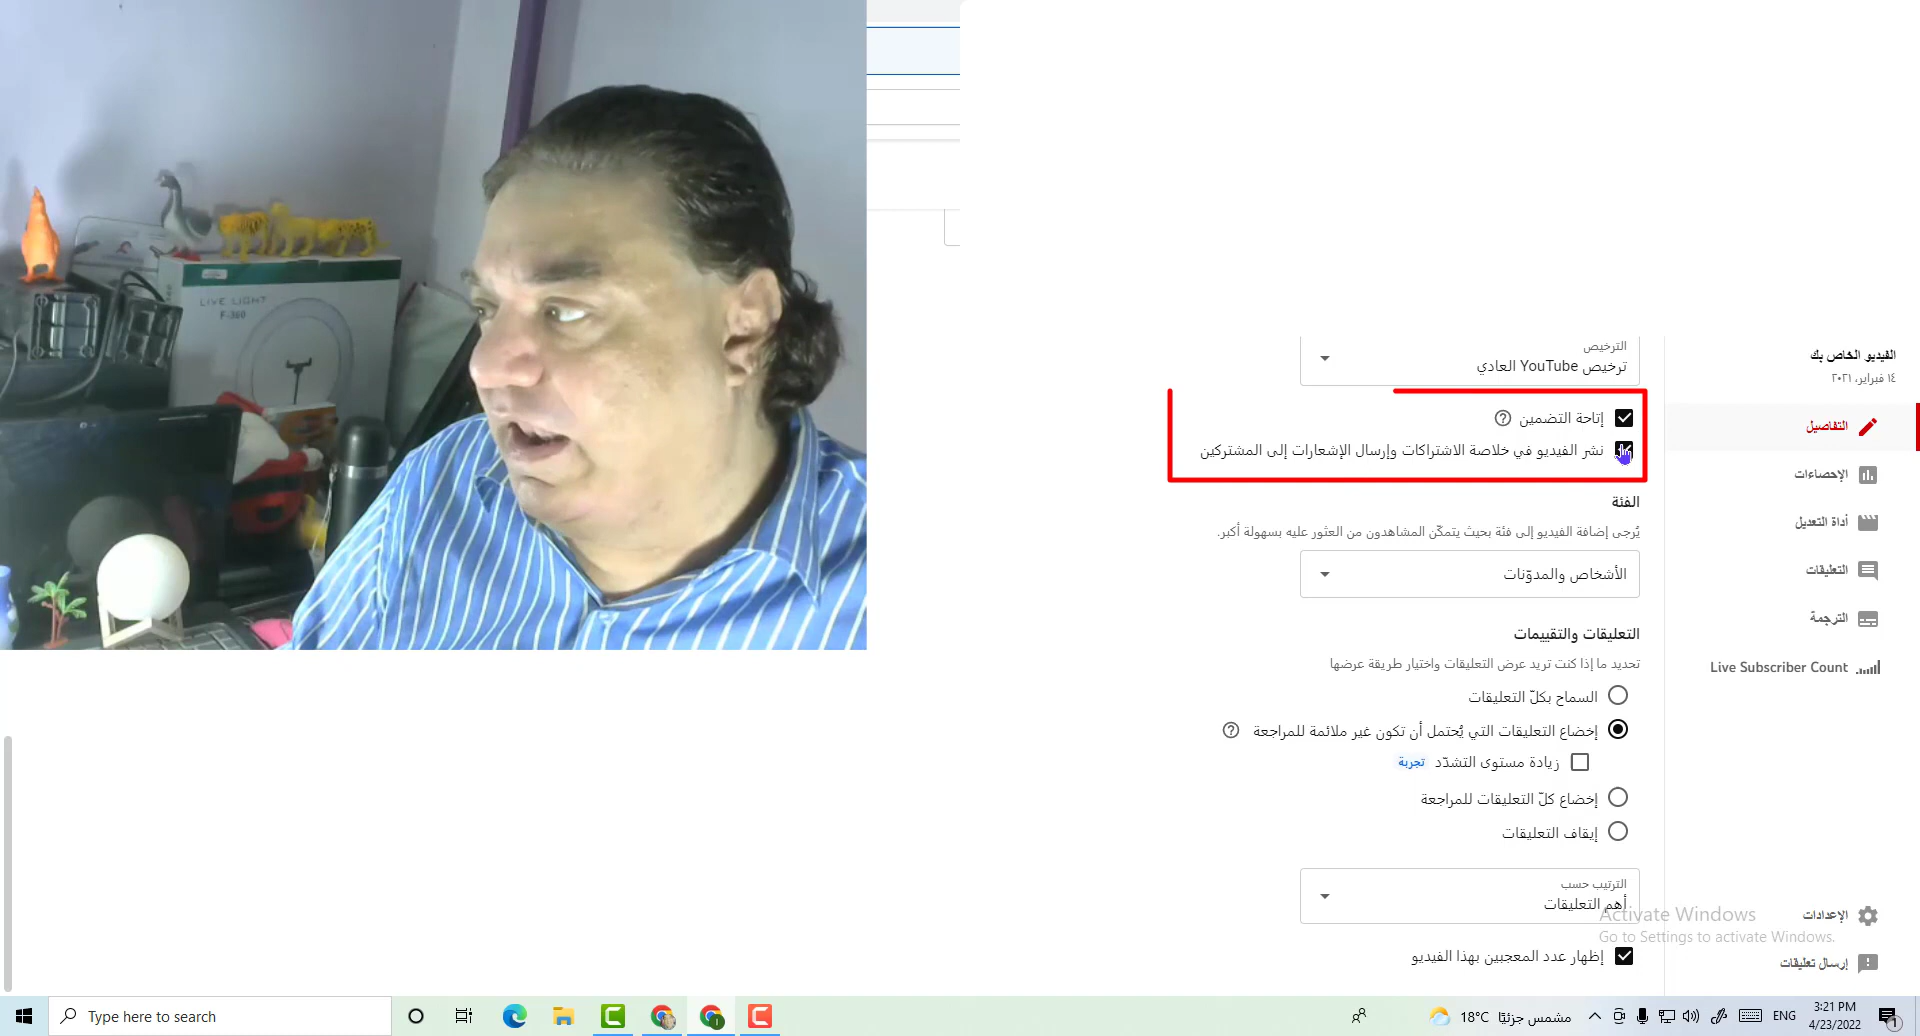 LIVE LIGHT
F-360
الترخيص
ترخيص YouTube العادي
إتاحة التضمين
نشر الفيديو في خلاصة الاشتراكات وإرسال الإشعارات إلى المشتركين
الفئة
يُرجى إضافة الفيديو إلى فئة بحيث يتمكّن المشاهدون من العثور عليه بسهولة أكبر.
الأشخاص والمدوّنات
التعليقات والتقييمات
تحديد ما إذا كنت تريد عرض التعليقات واختيار طريقة عرضها
السماح بكلّ التعليقات
إخضاع التعليقات التي يُحتمل أن تكون غير ملائمة للمراجعة
زيادة مستوى التشدّد تجربة
إخضاع كلّ التعليقات للمراجعة
إيقاف التعليقات
الترتيب حسب
أهم التعليقات
إظهار عدد المعجبين بهذا الفيديو
الفيديو الخاص بك
١٤ فبراير، ٢٠٢١
التفاصيل
الإحصاءات
أداة التعديل
التعليقات
الترجمة
Live Subscriber Count
Activate Windows
Go to Settings to activate Windows.
الإعدادات
إرسال تعليقات
Type here to search
18°C مشمس جزئيًا
ENG
3:21 PM
4/23/2022
1